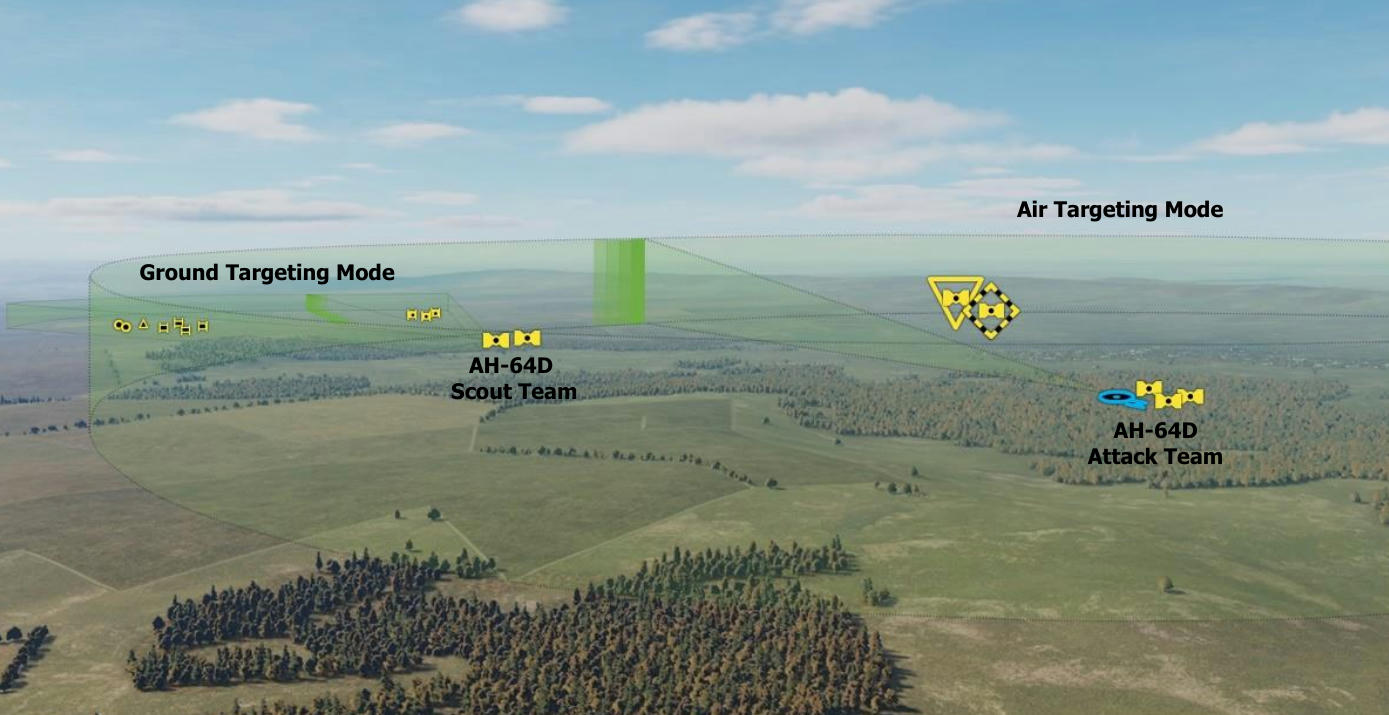 Air Targeting Mode
Ground Targeting Mode
AH-64D
Scout Team
AH-64D
Attack Team